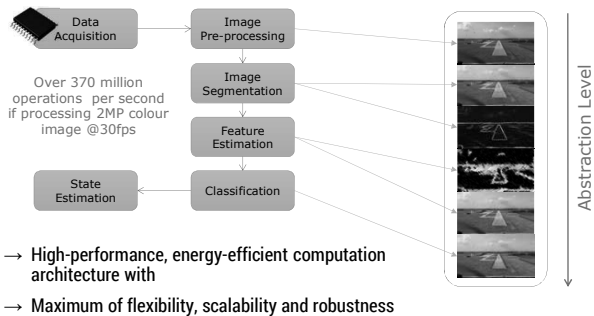 Data
Acquisition
Image
Pre-processing
Image
Segmentation
Over 370 million
operations per second
if processing 2MP colour
image @30fps
Feature
Estimation
State
Estimation
Classification
Abstraction Level
→ High-performance, energy-efficient computation
architecture with
→ Maximum of flexibility, scalability and robustness